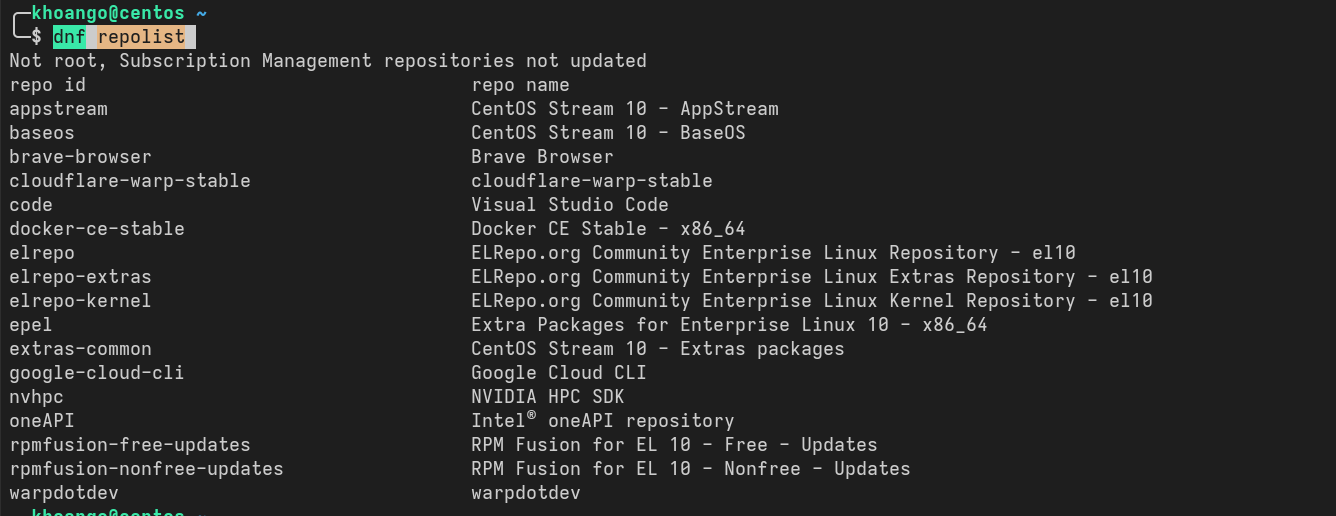 khoango@centos ~
$ dnf repolist
Not root, Subscription Management repositories not updated
repo id repo name
appstream CentOS Stream 10 - AppStream
baseos CentOS Stream 10 - BaseOS
brave-browser Brave Browser
cloudflare-warp-stable cloudflare-warp-stable
code Visual Studio Code
docker-ce-stable Docker CE Stable - x86_64
elrepo ELRepo.org Community Enterprise Linux Repository - el10
elrepo-extras ELRepo.org Community Enterprise Linux Extras Repository - el10
elrepo-kernel ELRepo.org Community Enterprise Linux Kernel Repository - el10
epel Extra Packages for Enterprise Linux 10 - x86_64
extras-common CentOS Stream 10 - Extras packages
google-cloud-cli Google Cloud CLI
nvhpc NVIDIA HPC SDK
oneAPI Intel® oneAPI repository
rpmfusion-free-updates RPM Fusion for EL 10 - Free - Updates
rpmfusion-nonfree-updates RPM Fusion for EL 10 - Nonfree - Updates
warpdotdev warpdotdev
khoango@centos ~